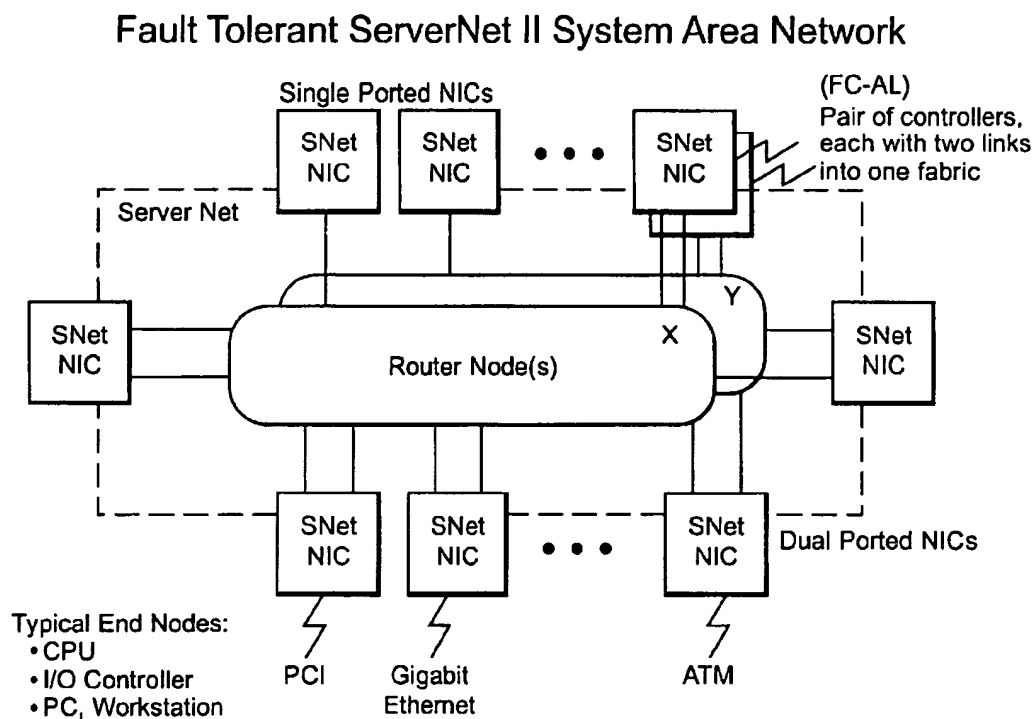 Fault Tolerant ServerNet II System Area Network
Single Ported NICs
(FC-AL)
Pair of controllers,
each with two links
into one fabric
SNet
NIC
SNet
NIC
SNet
NIC
Server Net
SNet
NIC
Y
X
Router Node(s)
SNet
NIC
SNet
NIC
SNet
NIC
SNet
NIC
Dual Ported NICs
Typical End Nodes:
• CPU
• I/O Controller
• PC, Workstation
PCI
Gigabit
Ethernet
ATM